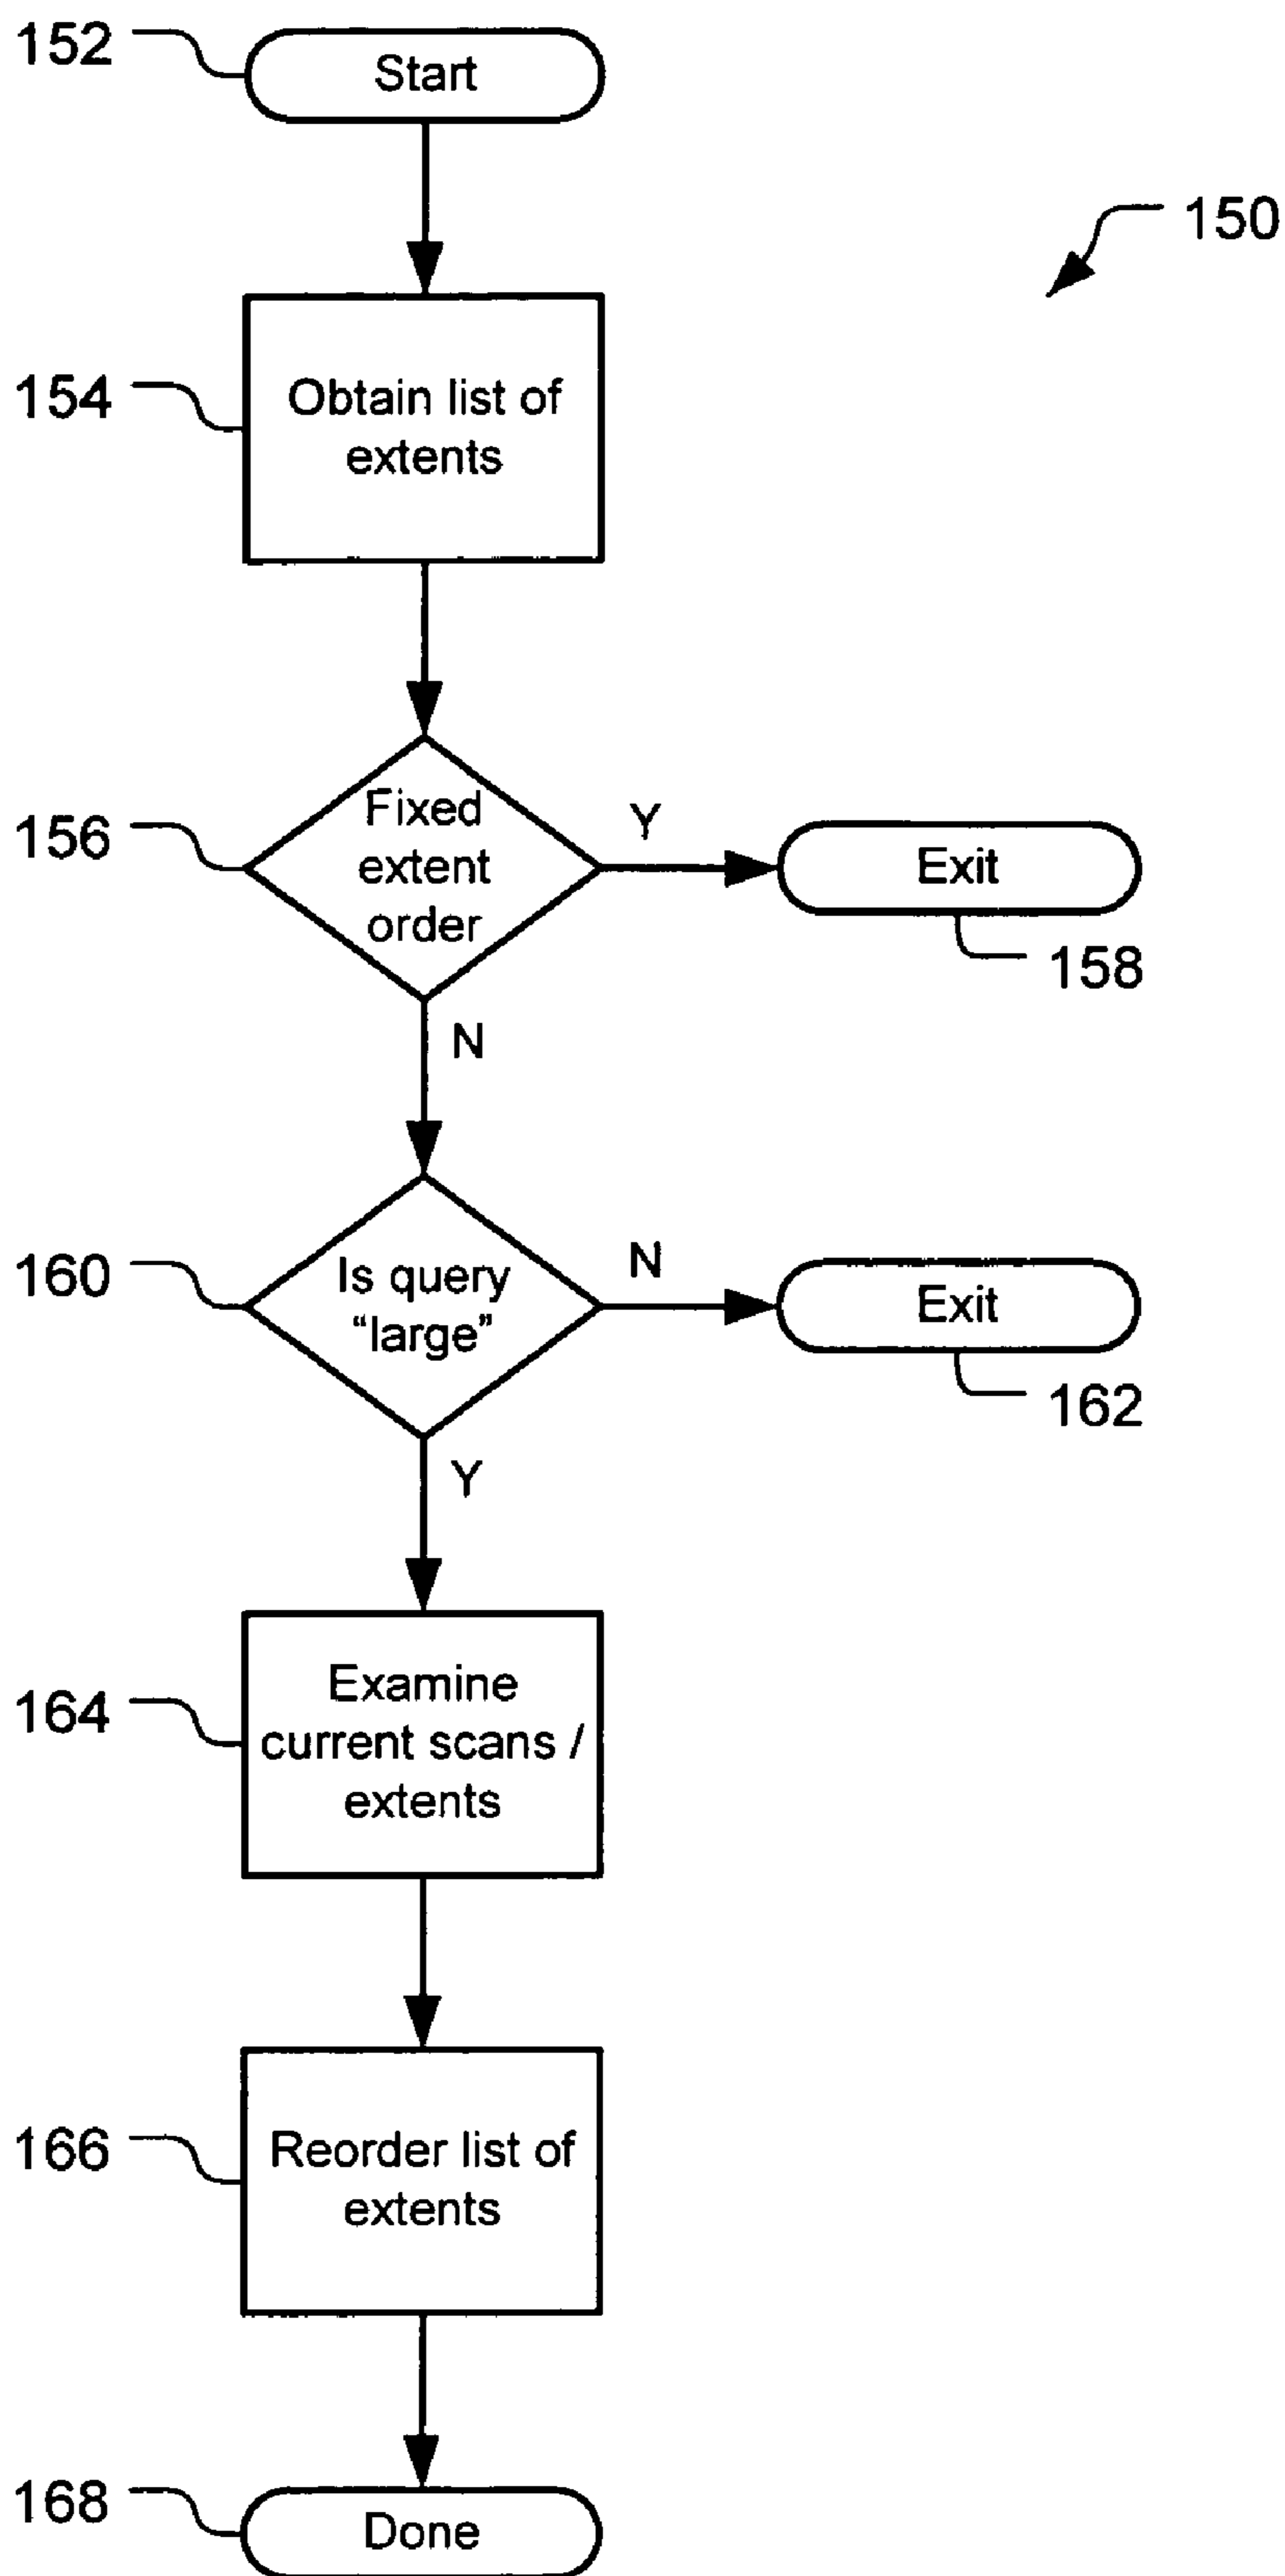 152
Start
150
154
Obtain list of
extents
156
Fixed
extent
order
Y
Exit
158
N
160
Is query
“large”
N
Exit
162
Y
164
Examine
current scans /
extents
166
Reorder list of
extents
168
Done